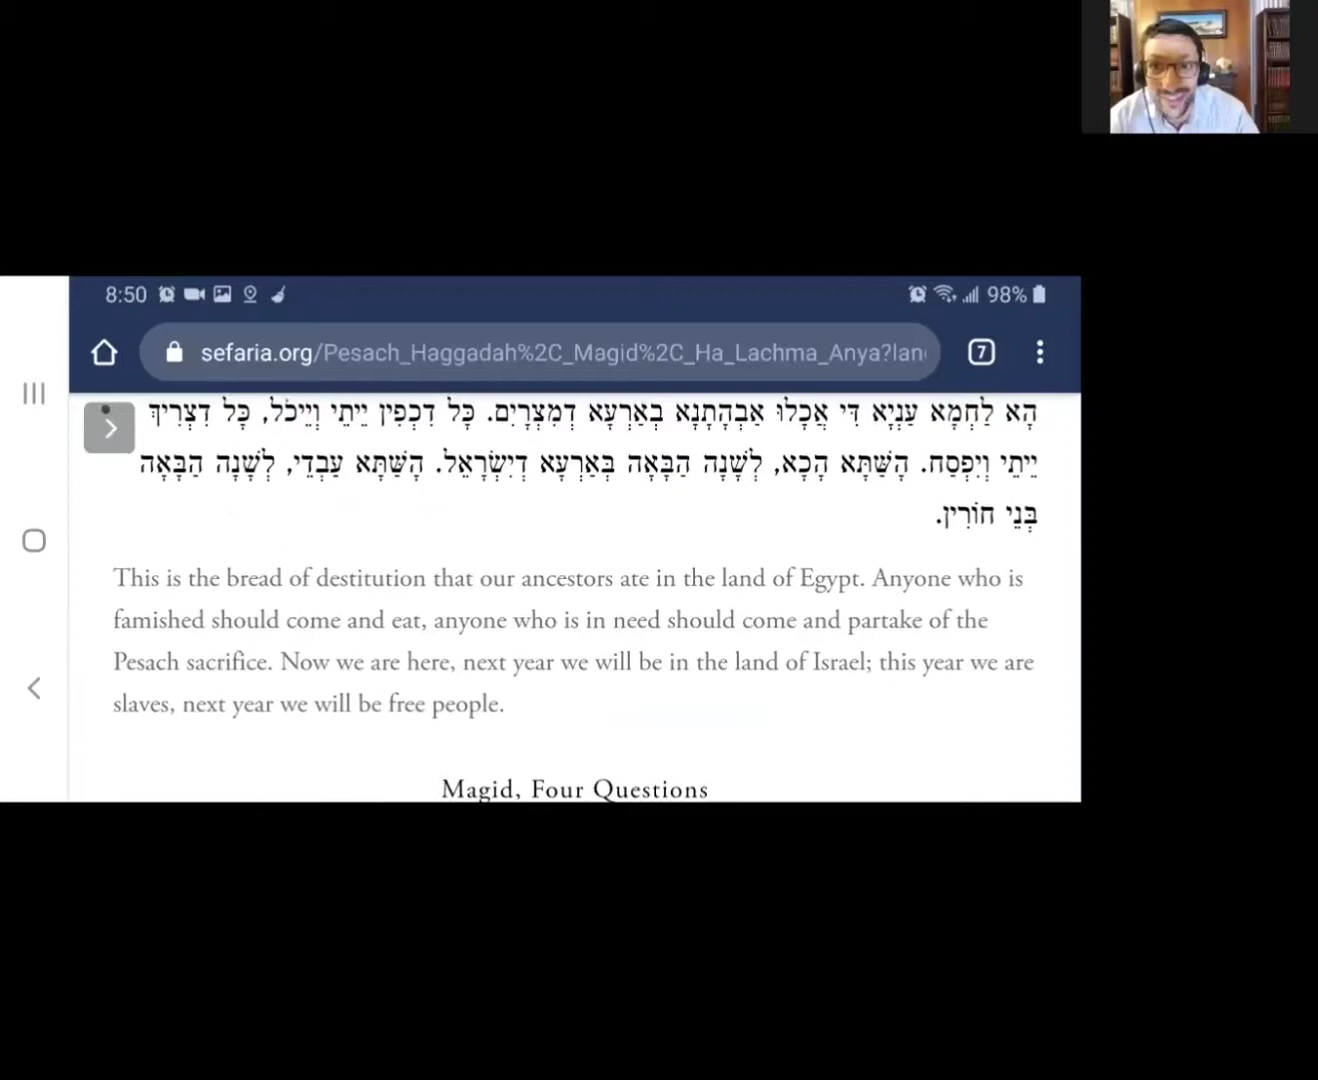 8:50 98%
sefaria.org/Pesach_Haggadah%2C_Magid%2C_Ha_Lachma_Anya?lan 7
הָא לַחְמָא עַנְיָא דִּי אֲכָלוּ אַבְהָתָנָא בְאַרְעָא דְמִצְרָיִם. כָּל דִכְפִין יֵיתֵי וְיֵיכֹל, כָּל דִצְרִיךְ
יֵיתֵי וְיִפְסַח. הָשַּׁתָּא הָכָא, לְשָׁנָה הַבָּאָה בְּאַרְעָא דְיִשְׂרָאֵל. הָשַּׁתָּא עַבְדֵי, לְשָׁנָה הַבָּאָה
בְּנֵי חוֹרִין.
This is the bread of destitution that our ancestors ate in the land of Egypt. Anyone who is
famished should come and eat, anyone who is in need should come and partake of the
Pesach sacrifice. Now we are here, next year we will be in the land of Israel; this year we are
slaves, next year we will be free people.
Magid, Four Questions